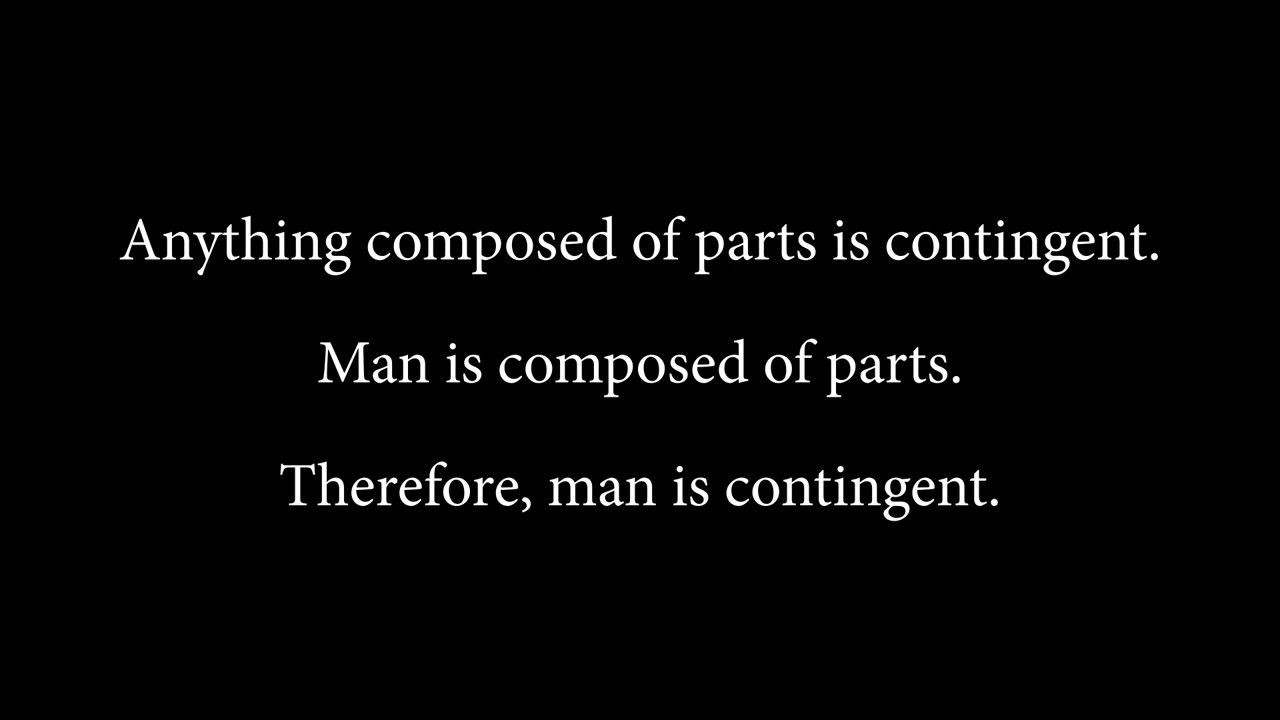 Anything composed of parts is contingent.
Man is composed of parts.
Therefore, man is contingent.